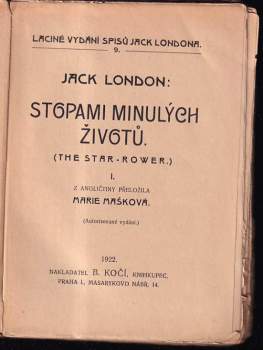 LACINÉ VYDÁNÍ SPISŮ JACK LONDONA.
9.
JACK LONDON:
STOPAMI MINULÝCH
ŽIVOTŮ.
(THE STAR-ROWER.)
I.
Z ANGLIČTINY PŘELOŽILA
MARIE MAŠKOVÁ.
(Autorisované vydání.)
1922.
NAKLADATEL B. KOČÍ, KNIHKUPEC,
PRAHA I., MASARYKOVO NÁBŘ. 14.